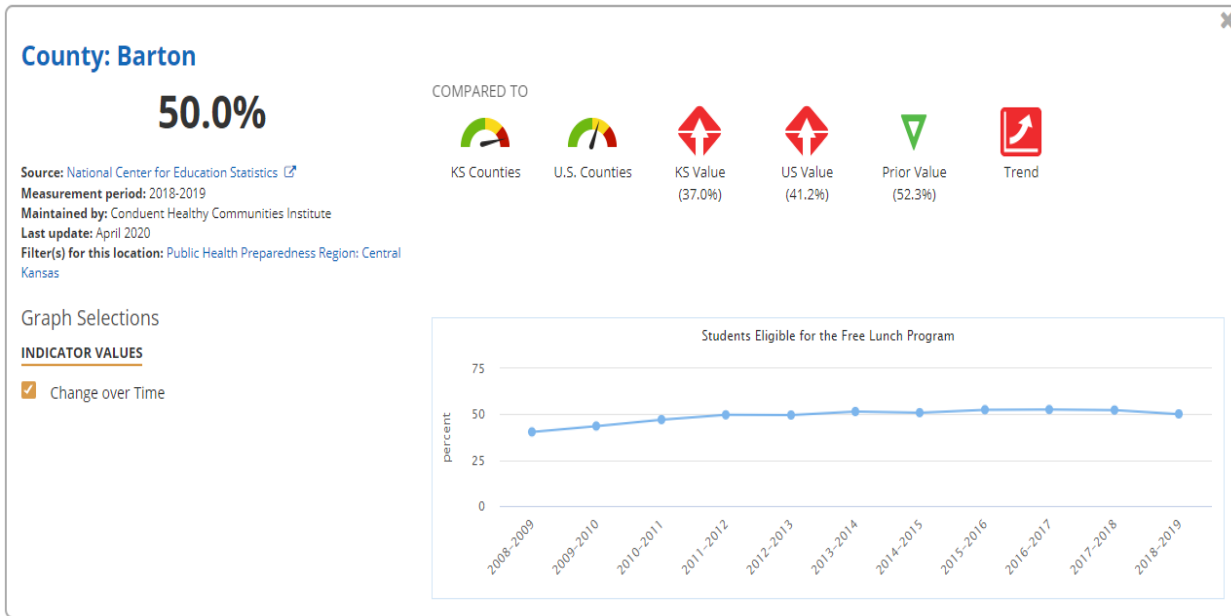 County: Barton
50.0%
Source: National Center for Education Statistics
Measurement period: 2018-2019
Maintained by: Conduent Healthy Communities Institute
Last update: April 2020
Filter(s) for this location: Public Health Preparedness Region: Central
Kansas
COMPARED TO
KS Counties
U.S. Counties
KS Value
(37.0%)
US Value
(41.2%)
Prior Value
(52.3%)
Trend
Graph Selections
INDICATOR VALUES
Change over Time
Students Eligible for the Free Lunch Program
percent
75
50
25
0
2008-2009
2009-2010
2010-2011
2011-2012
2012-2013
2013-2014
2014-2015
2015-2016
2016-2017
2017-2018
2018-2019